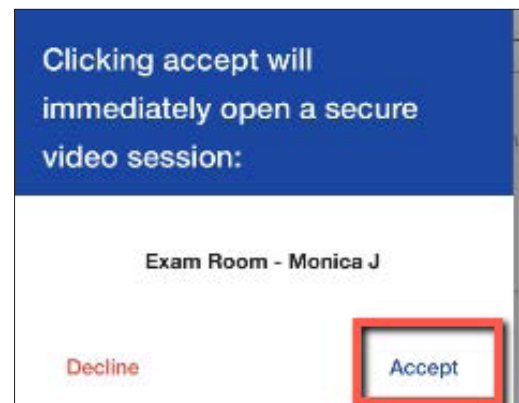 Clicking accept will
immediately open a secure
video session:
Exam Room - Monica J
Decline
Accept